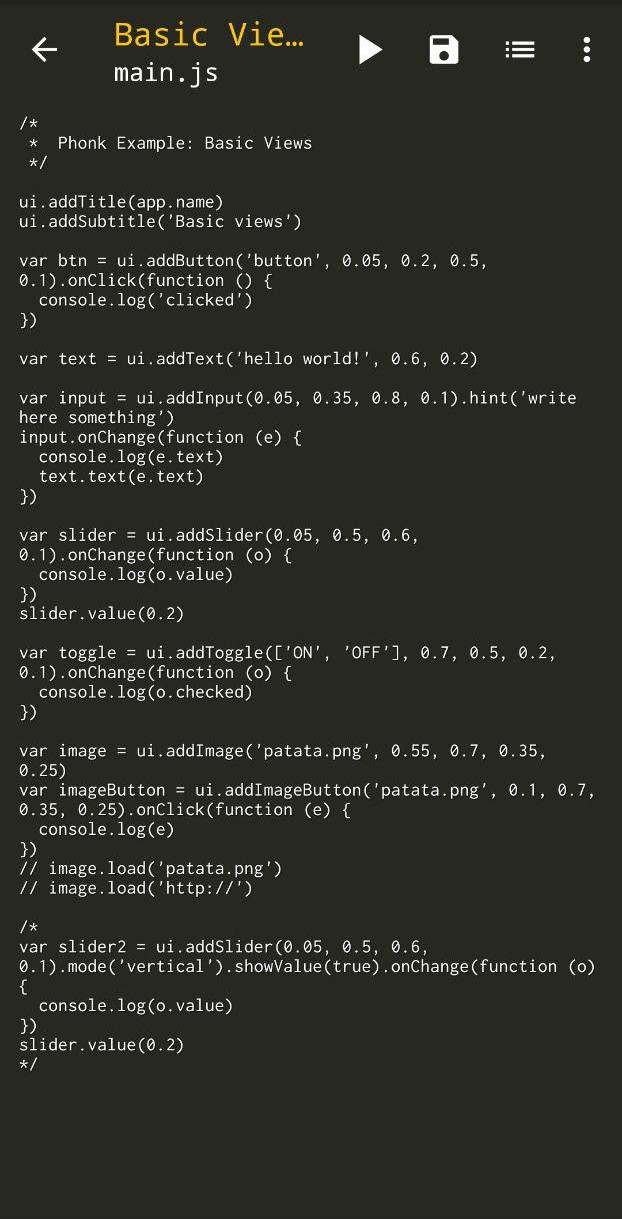 Basic Vie…
main.js
/*
 *  Phonk Example: Basic Views
 */
ui.addTitle(app.name)
ui.addSubtitle('Basic views')
var btn = ui.addButton('button', 0.05, 0.2, 0.5,
0.1).onClick(function () {
  console.log('clicked')
})
var text = ui.addText('hello world!', 0.6, 0.2)
var input = ui.addInput(0.05, 0.35, 0.8, 0.1).hint('write
here something')
input.onChange(function (e) {
  console.log(e.text)
  text.text(e.text)
})
var slider = ui.addSlider(0.05, 0.5, 0.6,
0.1).onChange(function (o) {
  console.log(o.value)
})
slider.value(0.2)
var toggle = ui.addToggle(['ON', 'OFF'], 0.7, 0.5, 0.2,
0.1).onChange(function (o) {
  console.log(o.checked)
})
var image = ui.addImage('patata.png', 0.55, 0.7, 0.35,
0.25)
var imageButton = ui.addImageButton('patata.png', 0.1, 0.7,
0.35, 0.25).onClick(function (e) {
  console.log(e)
})
// image.load('patata.png')
// image.load('http://')
/*
var slider2 = ui.addSlider(0.05, 0.5, 0.6,
0.1).mode('vertical').showValue(true).onChange(function (o)
{
  console.log(o.value)
})
slider.value(0.2)
*/